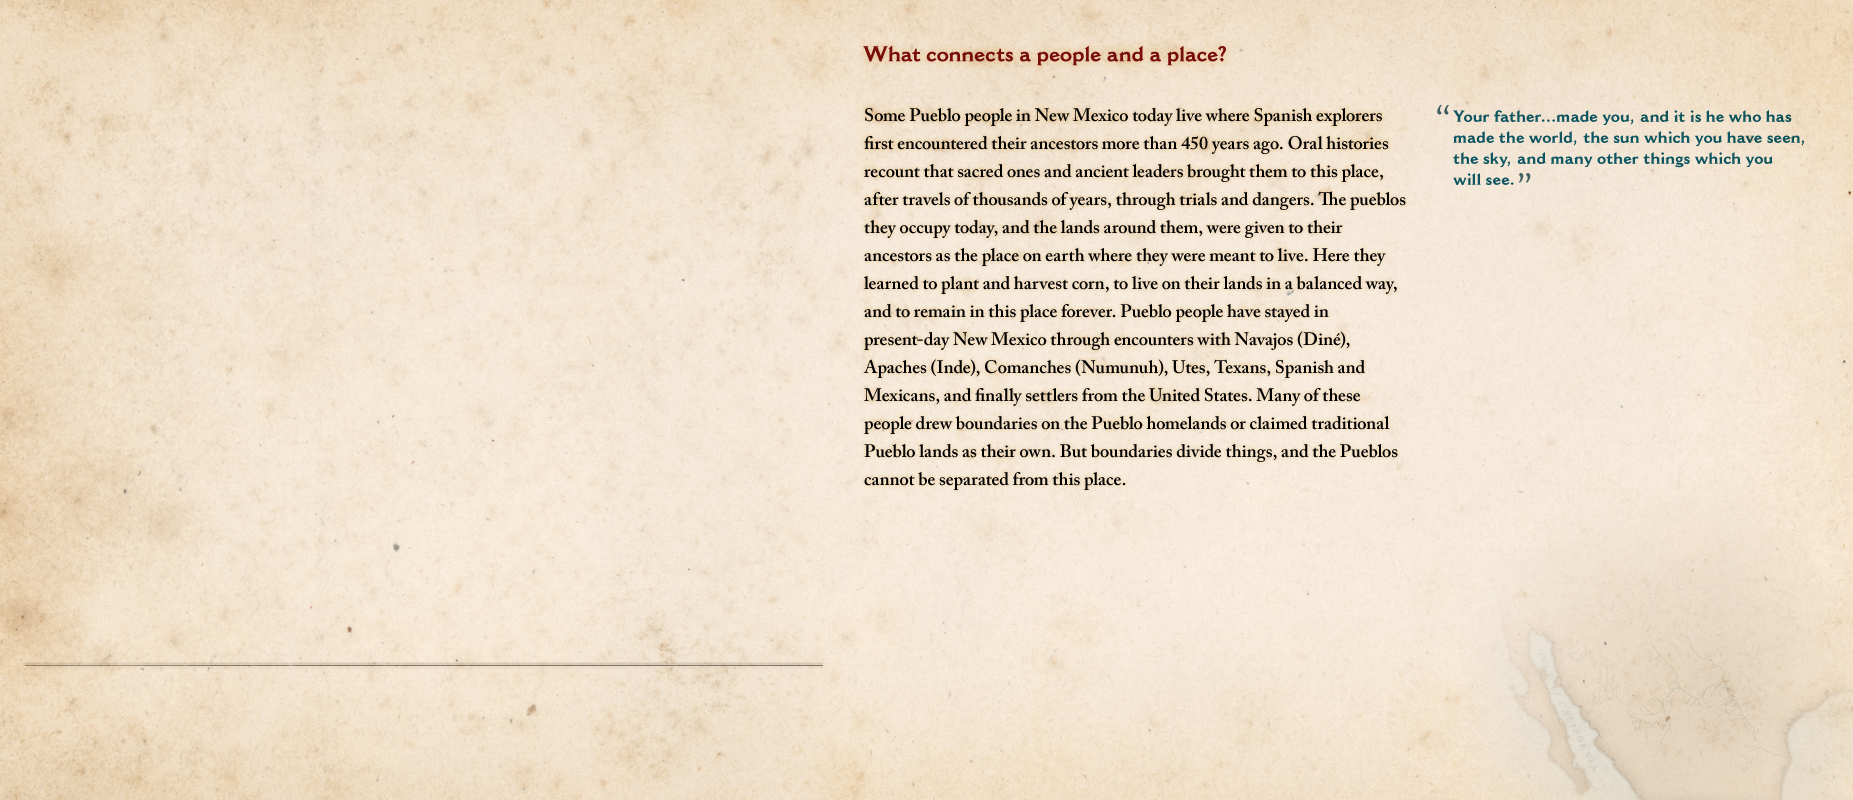 What connects a people and a place?
Some Pueblo people in New Mexico today live where Spanish explorers
first encountered their ancestors more than 450 years ago. Oral histories
recount that sacred ones and ancient leaders brought them to this place,
after travels of thousands of years, through trials and dangers. The pueblos
they occupy today, and the lands around them, were given to their
ancestors as the place on earth where they were meant to live. Here they
learned to plant and harvest corn, to live on their lands in a balanced way,
and to remain in this place forever. Pueblo people have stayed in
present-day New Mexico through encounters with Navajos (Diné),
Apaches (Inde), Comanches (Numunuh), Utes, Texans, Spanish and
Mexicans, and finally settlers from the United States. Many of these
people drew boundaries on the Pueblo homelands or claimed traditional
Pueblo lands as their own. But boundaries divide things, and the Pueblos
cannot be separated from this place.
“Your father...made you, and it is he who has
made the world, the sun which you have seen,
the sky, and many other things which you
will see.”